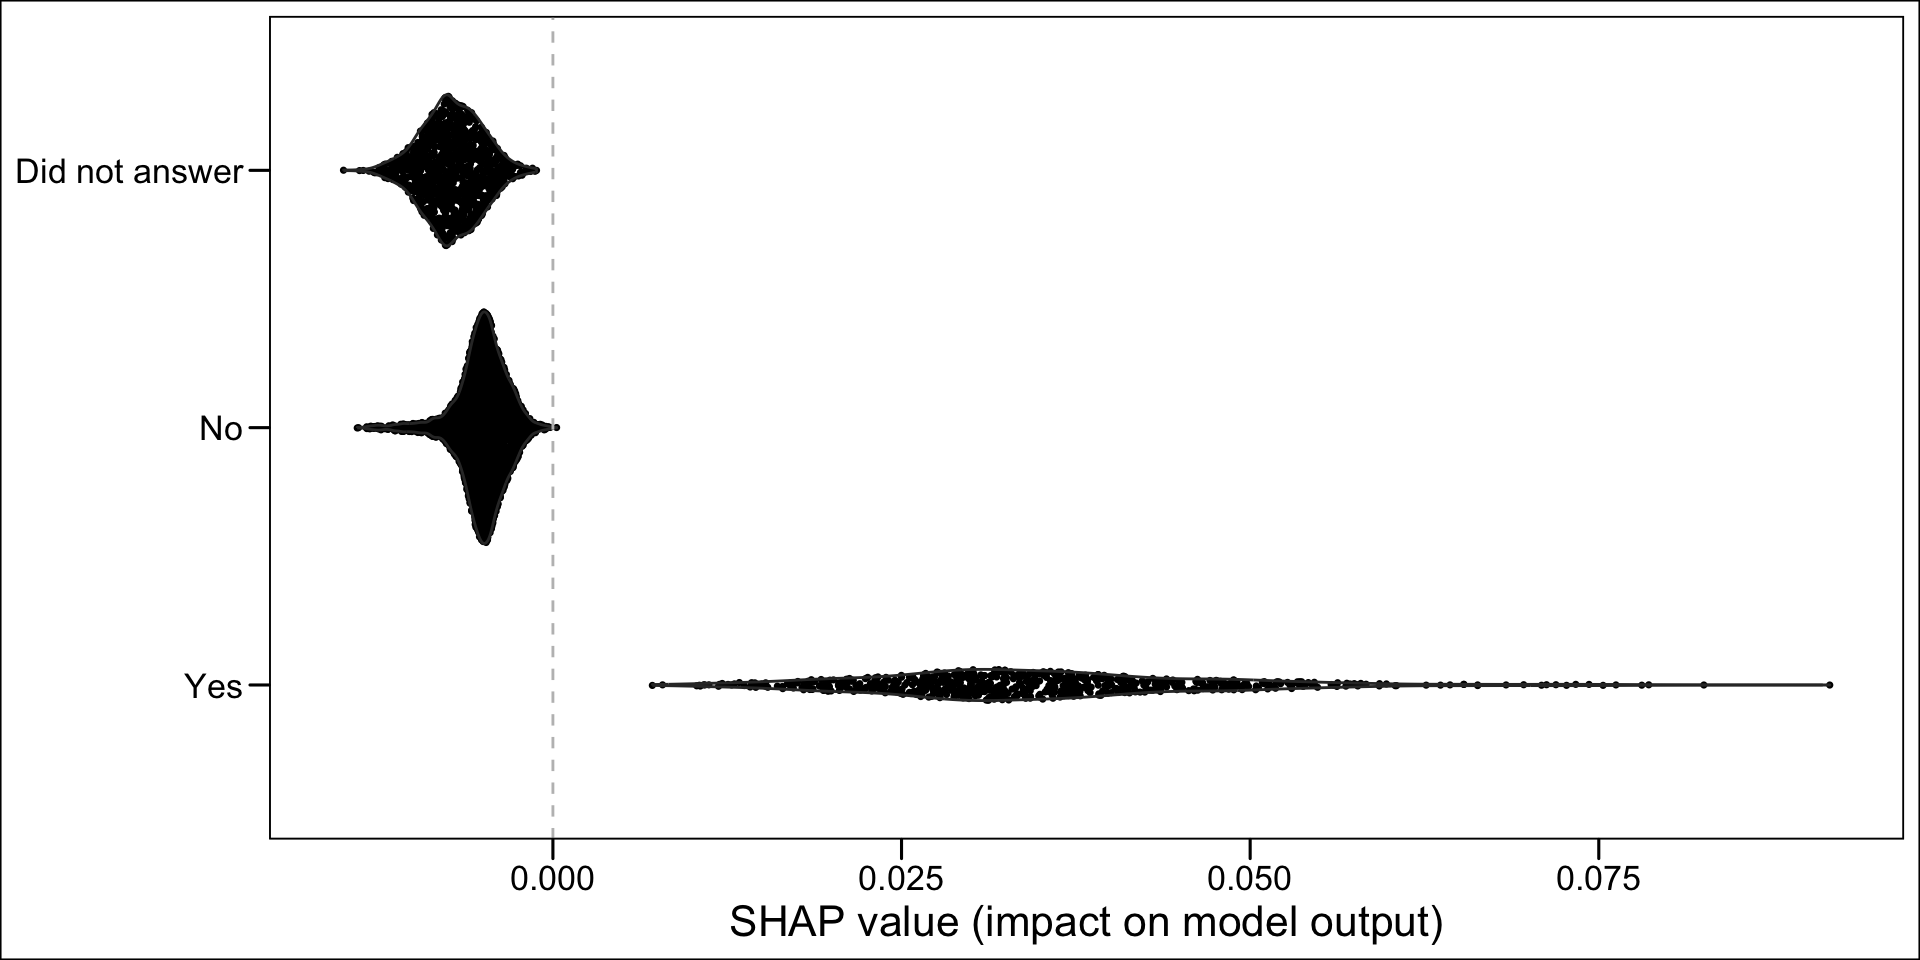 Did not answer
No
Yes
0.000 0.025 0.050 0.075
SHAP value (impact on model output)